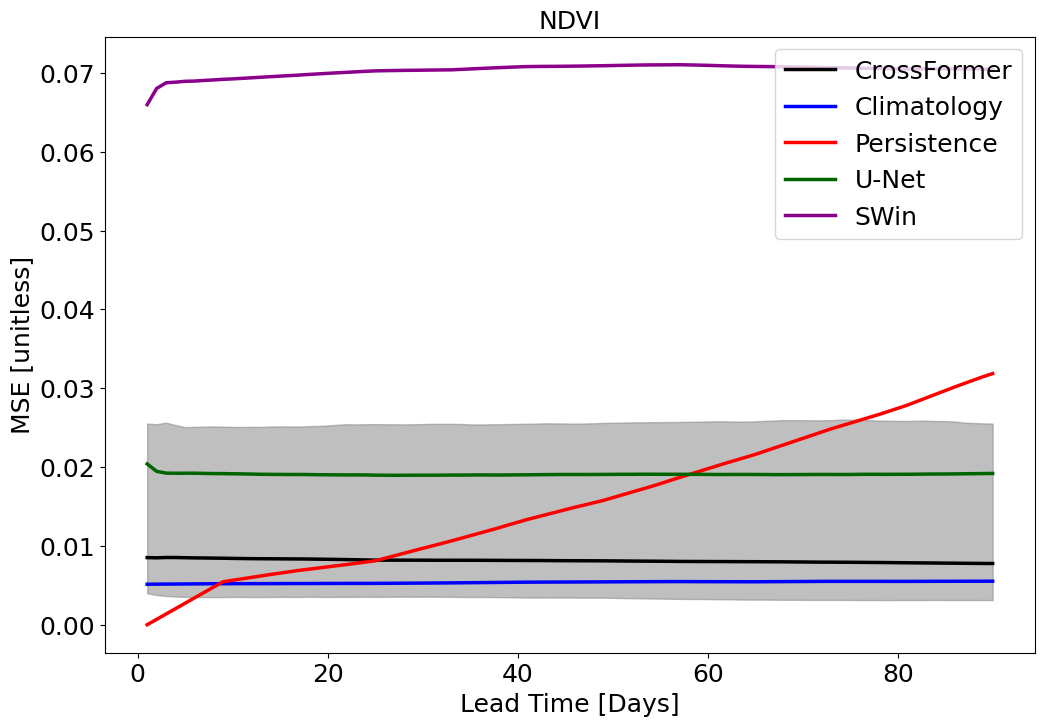 NDVI
MSE [unitless]
0.07
0.06
0.05
0.04
0.03
0.02
0.01
0.00
CrossFormer
Climatology
Persistence
U-Net
SWin
0
20
40
60
80
Lead Time [Days]